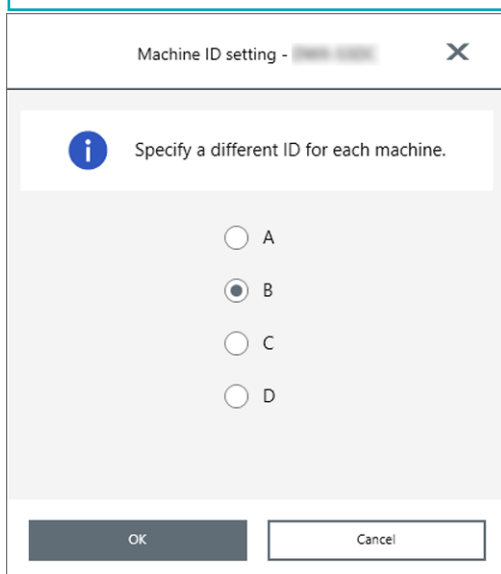 Machine ID setting -
Specify a different ID for each machine.
A
B
C
D
OK
Cancel